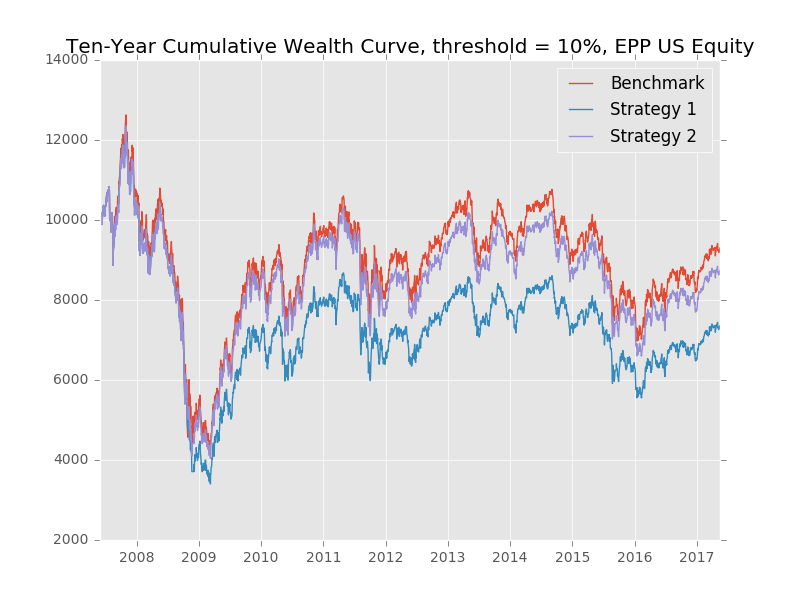 Ten-Year Cumulative Wealth Curve, threshold = 10%, EPP US Equity
14000
12000
10000
8000
6000
4000
2000
Benchmark
Strategy 1
Strategy 2
2008 2009 2010 2011 2012 2013 2014 2015 2016 2017